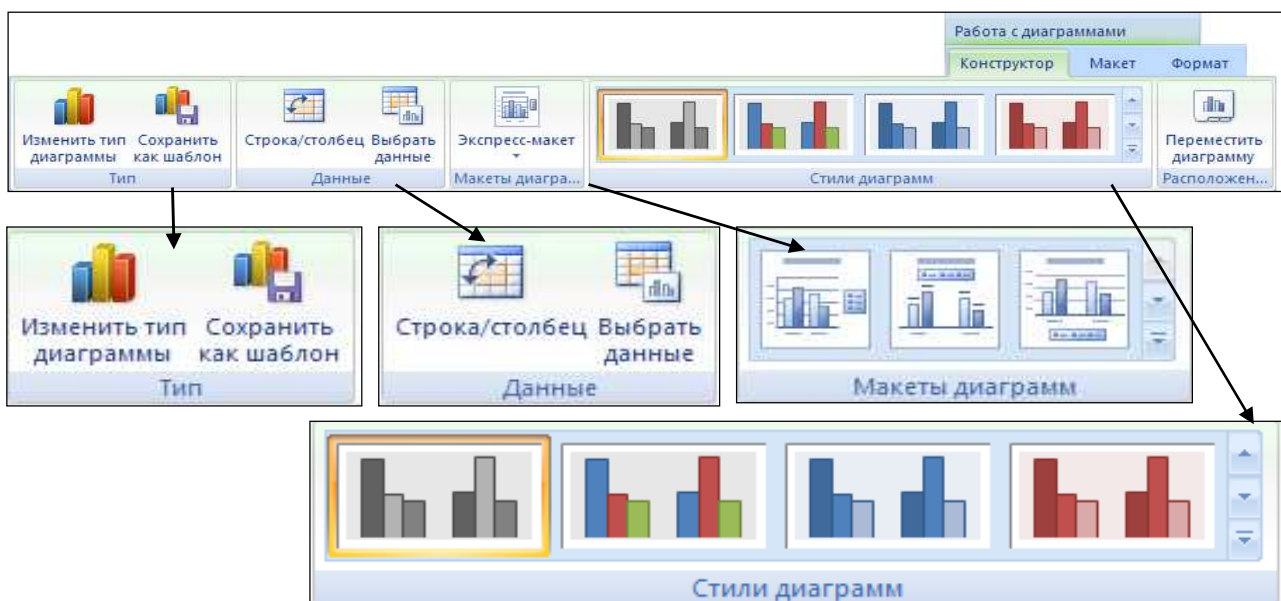 Работа с диаграммами
Конструктор Макет Формат
Изменить тип диаграммы
Сохранить как шаблон
Строка/столбец
Выбрать данные
Экспресс-макет
Переместить диаграмму
Тип
Данные
Макеты диагра...
Стили диаграмм
Расположен...
Изменить тип
диаграммы
Сохранить
как шаблон
Тип
Строка/столбец
Выбрать
данные
Данные
Макеты диаграмм
Стили диаграмм